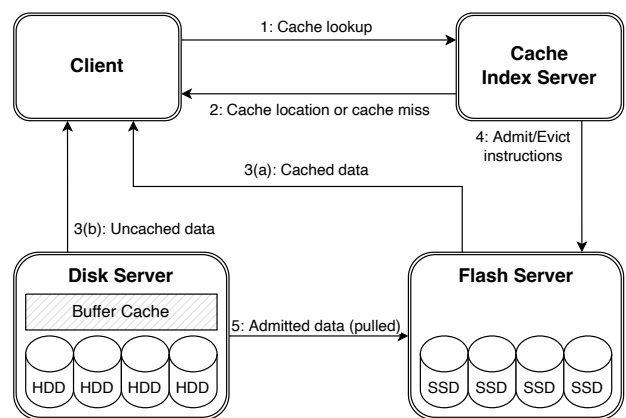 1: Cache lookup
Client
Cache
Index Server
2: Cache location or cache miss
4: Admit/Evict
instructions
3(a): Cached data
3(b): Uncached data
Disk Server
Flash Server
Buffer Cache
5: Admitted data (pulled)
HDD HDD HDD HDD
SSD SSD SSD SSD